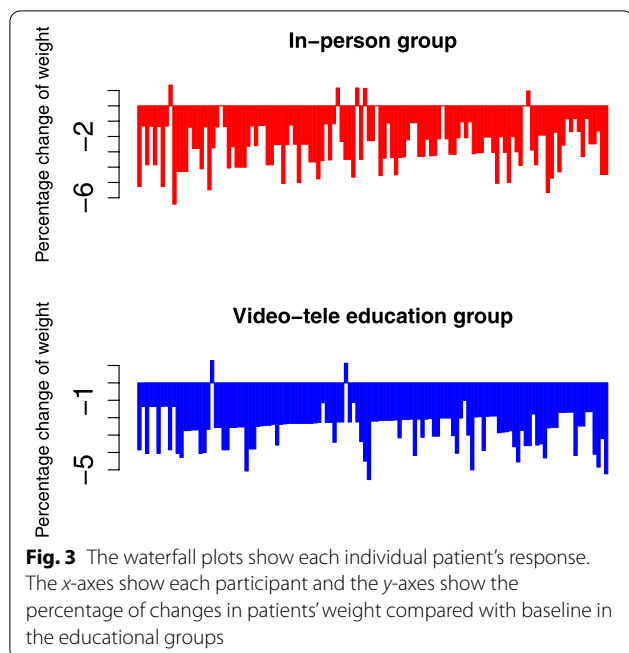 In−person group
Percentage change of weight
−2
−6
Video−tele education group
Percentage change of weight
−1
−5
Fig. 3 The waterfall plots show each individual patient’s response.
The x-axes show each participant and the y-axes show the
percentage of changes in patients’ weight compared with baseline in
the educational groups